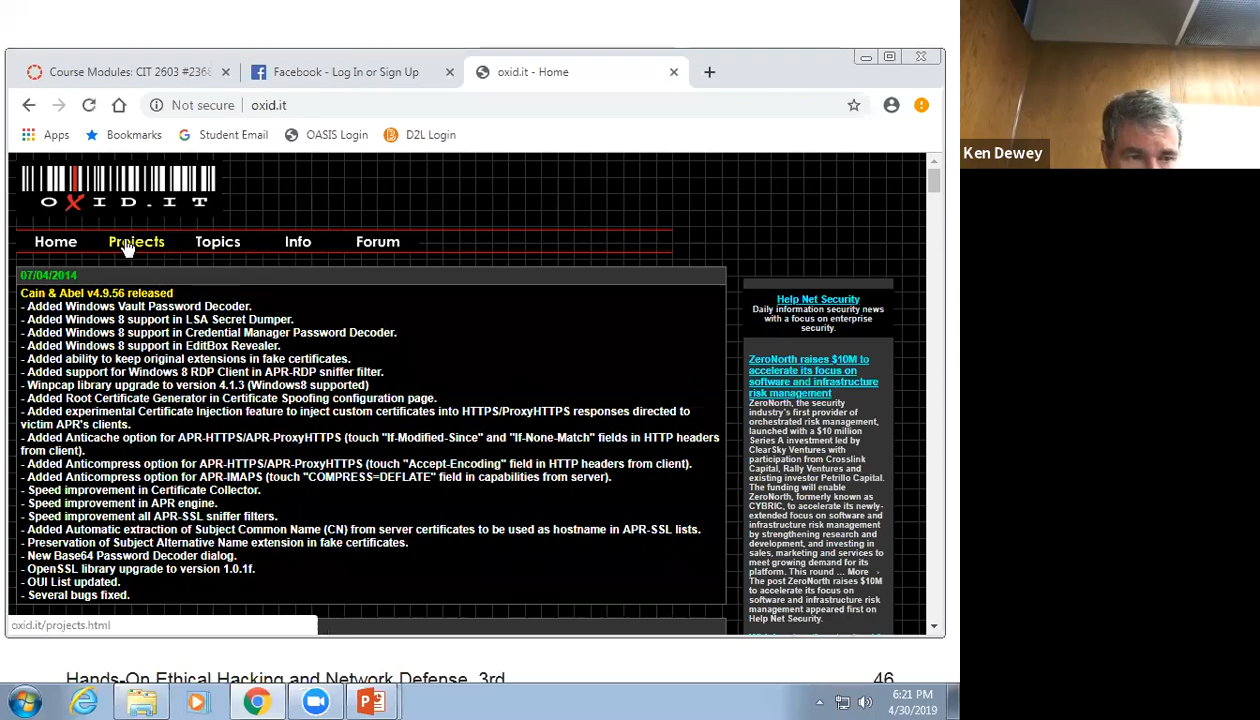 Course Modules: CIT 2603 #2368
Facebook - Log In or Sign Up
oxid.it - Home
Not secure
oxid.it
Apps
Bookmarks
Student Email
OASIS Login
D2L Login
OXID.IT
Home
Projects
Topics
Info
Forum
07/04/2014
Cain & Abel v4.9.56 released
- Added Windows Vault Password Decoder.
- Added Windows 8 support in LSA Secret Dumper.
- Added Windows 8 support in Credential Manager Password Decoder.
- Added Windows 8 support in EditBox Revealer.
- Added ability to keep original extensions in fake certificates.
- Added support for Windows 8 RDP Client in APR-RDP sniffer filter.
- Winpcap library upgrade to version 4.1.3 (Windows8 supported)
- Added Root Certificate Generator in Certificate Spoofing configuration page.
- Added experimental Certificate Injection feature to inject custom certificates into HTTPS/ProxyHTTPS responses directed to
victim APR's clients.
- Added Anticache option for APR-HTTPS/APR-ProxyHTTPS (touch "If-Modified-Since" and "If-None-Match" fields in HTTP headers
from client).
- Added Anticompress option for APR-HTTPS/APR-ProxyHTTPS (touch "Accept-Encoding" field in HTTP headers from client).
- Added Anticompress option for APR-IMAPS (touch "COMPRESS=DEFLATE" field in capabilities from server).
- Speed improvement in Certificate Collector.
- Speed improvement in APR engine.
- Speed improvement all APR-SSL sniffer filters.
- Added Automatic extraction of Subject Common Name (CN) from server certificates to be used as hostname in APR-SSL lists.
- Preservation of Subject Alternative Name extension in fake certificates.
- New Base64 Password Decoder dialog.
- OpenSSL library upgrade to version 1.0.1f.
- OUI List updated.
- Several bugs fixed.
Help Net Security
Daily information security news
with a focus on enterprise
security.
ZeroNorth raises $10M to
accelerate its focus on
software and infrastructure
risk management
ZeroNorth, the security
industry's first provider of
orchestrated risk management,
launched with a $10 million
Series A investment led by
ClearSky Ventures with
participation from Crosslink
Capital, Rally Ventures and
existing investor Petrillo Capital.
The funding will enable
ZeroNorth, formerly known as
CYBRIC, to accelerate its newly-
extended focus on software and
infrastructure risk management
by strengthening research and
development, and investing in
sales, marketing and services to
meet growing demand for its
platform. This round ... More
The post ZeroNorth raises $10M
to accelerate its focus on
software and infrastructure risk
management appeared first on
Help Net Security.
oxid.it/projects.html
Hands-On Ethical Hacking and Network Defense, 3rd
46
6:21 PM
4/30/2019
Ken Dewey